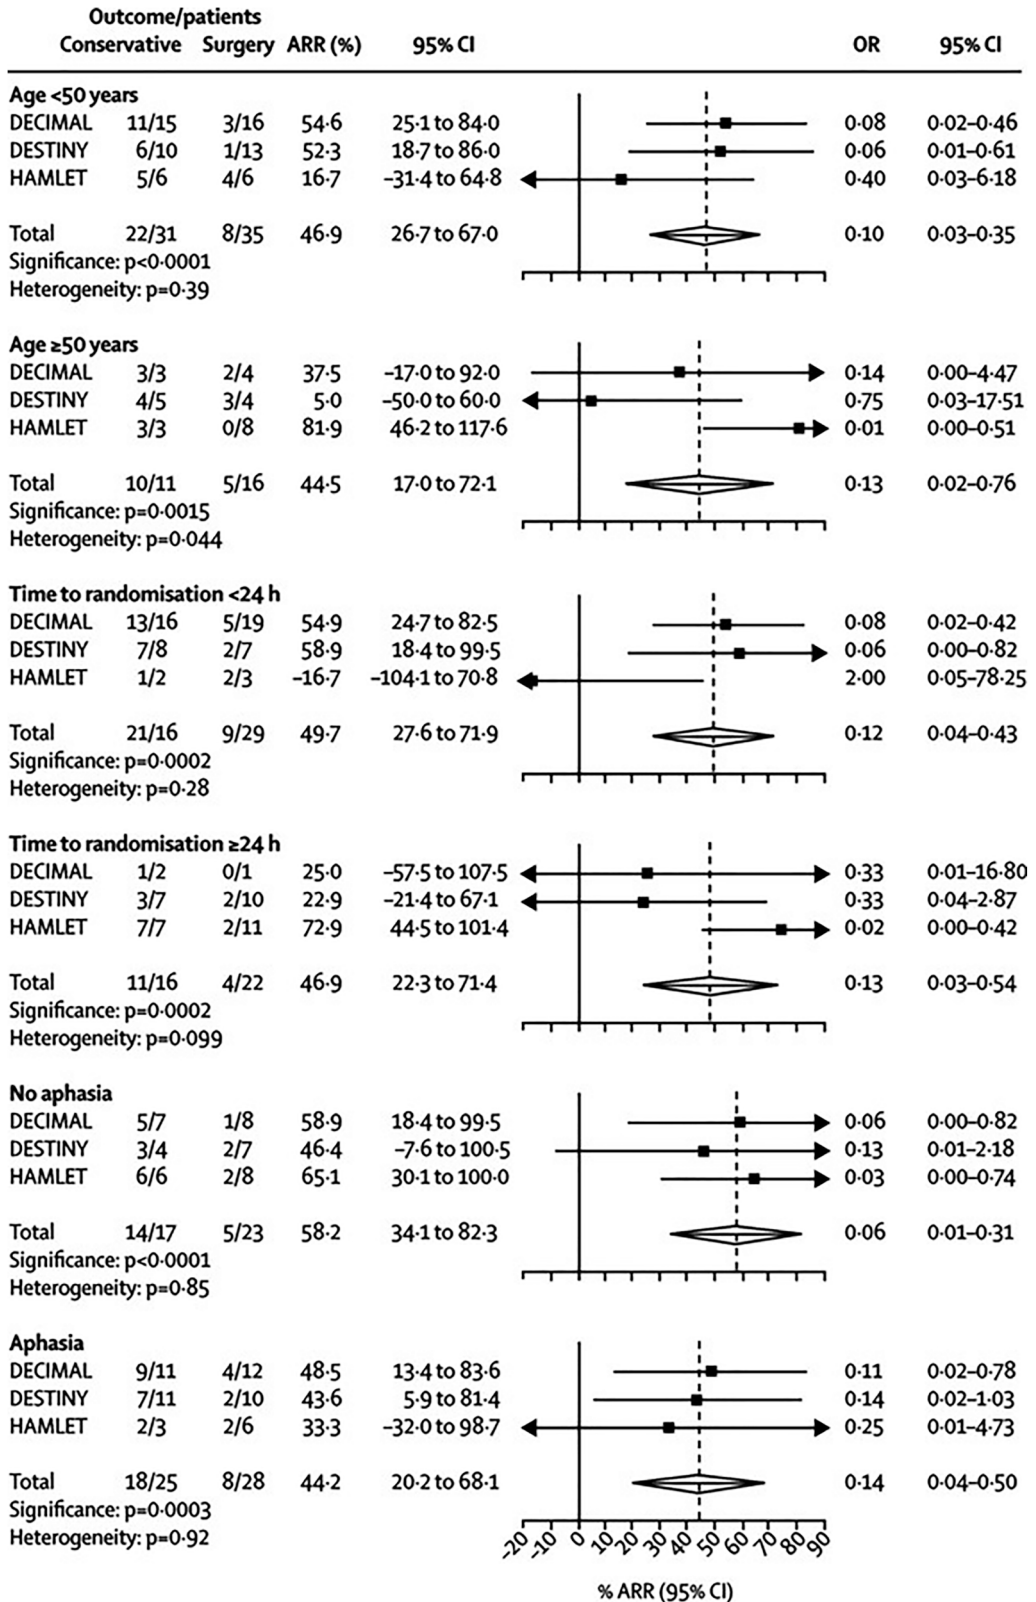 Outcome/patients
Conservative Surgery ARR (%) 95% CI OR 95% CI
Age <50 years
DECIMAL 11/15 3/16 54·6 25·1 to 84·0 0·08 0·02–0·46
DESTINY 6/10 1/13 52·3 18·7 to 86·0 0·06 0·01–0·61
HAMLET 5/6 4/6 16·7 –31·4 to 64·8 0·40 0·03–6·18
Total 22/31 8/35 46·9 26·7 to 67·0 0·10 0·03–0·35
Significance: p<0·0001
Heterogeneity: p=0·39
Age ≥50 years
DECIMAL 3/3 2/4 37·5 –17·0 to 92·0 0·14 0·00–4·47
DESTINY 4/5 3/4 5·0 –50·0 to 60·0 0·75 0·03–17·51
HAMLET 3/3 0/8 81·9 46·2 to 117·6 0·01 0·00–0·51
Total 10/11 5/16 44·5 17·0 to 72·1 0·13 0·02–0·76
Significance: p=0·0015
Heterogeneity: p=0·044
Time to randomisation <24 h
DECIMAL 13/16 5/19 54·9 24·7 to 82·5 0·08 0·02–0·42
DESTINY 7/8 2/7 58·9 18·4 to 99·5 0·06 0·00–0·82
HAMLET 1/2 2/3 –16·7 –104·1 to 70·8 2·00 0·05–78·25
Total 21/16 9/29 49·7 27·6 to 71·9 0·12 0·04–0·43
Significance: p=0·0002
Heterogeneity: p=0·28
Time to randomisation ≥24 h
DECIMAL 1/2 0/1 25·0 –57·5 to 107·5 0·33 0·01–16·80
DESTINY 3/7 2/10 22·9 –21·4 to 67·1 0·33 0·04–2·87
HAMLET 7/7 2/11 72·9 44·5 to 101·4 0·02 0·00–0·42
Total 11/16 4/22 46·9 22·3 to 71·4 0·13 0·03–0·54
Significance: p=0·0002
Heterogeneity: p=0·099
No aphasia
DECIMAL 5/7 1/8 58·9 18·4 to 99·5 0·06 0·00–0·82
DESTINY 3/4 2/7 46·4 –7·6 to 100·5 0·13 0·01–2·18
HAMLET 6/6 2/8 65·1 30·1 to 100·0 0·03 0·00–0·74
Total 14/17 5/23 58·2 34·1 to 82·3 0·06 0·01–0·31
Significance: p<0·0001
Heterogeneity: p=0·85
Aphasia
DECIMAL 9/11 4/12 48·5 13·4 to 83·6 0·11 0·02–0·78
DESTINY 7/11 2/10 43·6 5·9 to 81·4 0·14 0·02–1·03
HAMLET 2/3 2/6 33·3 –32·0 to 98·7 0·25 0·01–4·73
Total 18/25 8/28 44·2 20·2 to 68·1 0·14 0·04–0·50
Significance: p=0·0003
Heterogeneity: p=0·92
–20 –10 0 10 20 30 40 50 60 70 80 90
% ARR (95% CI)